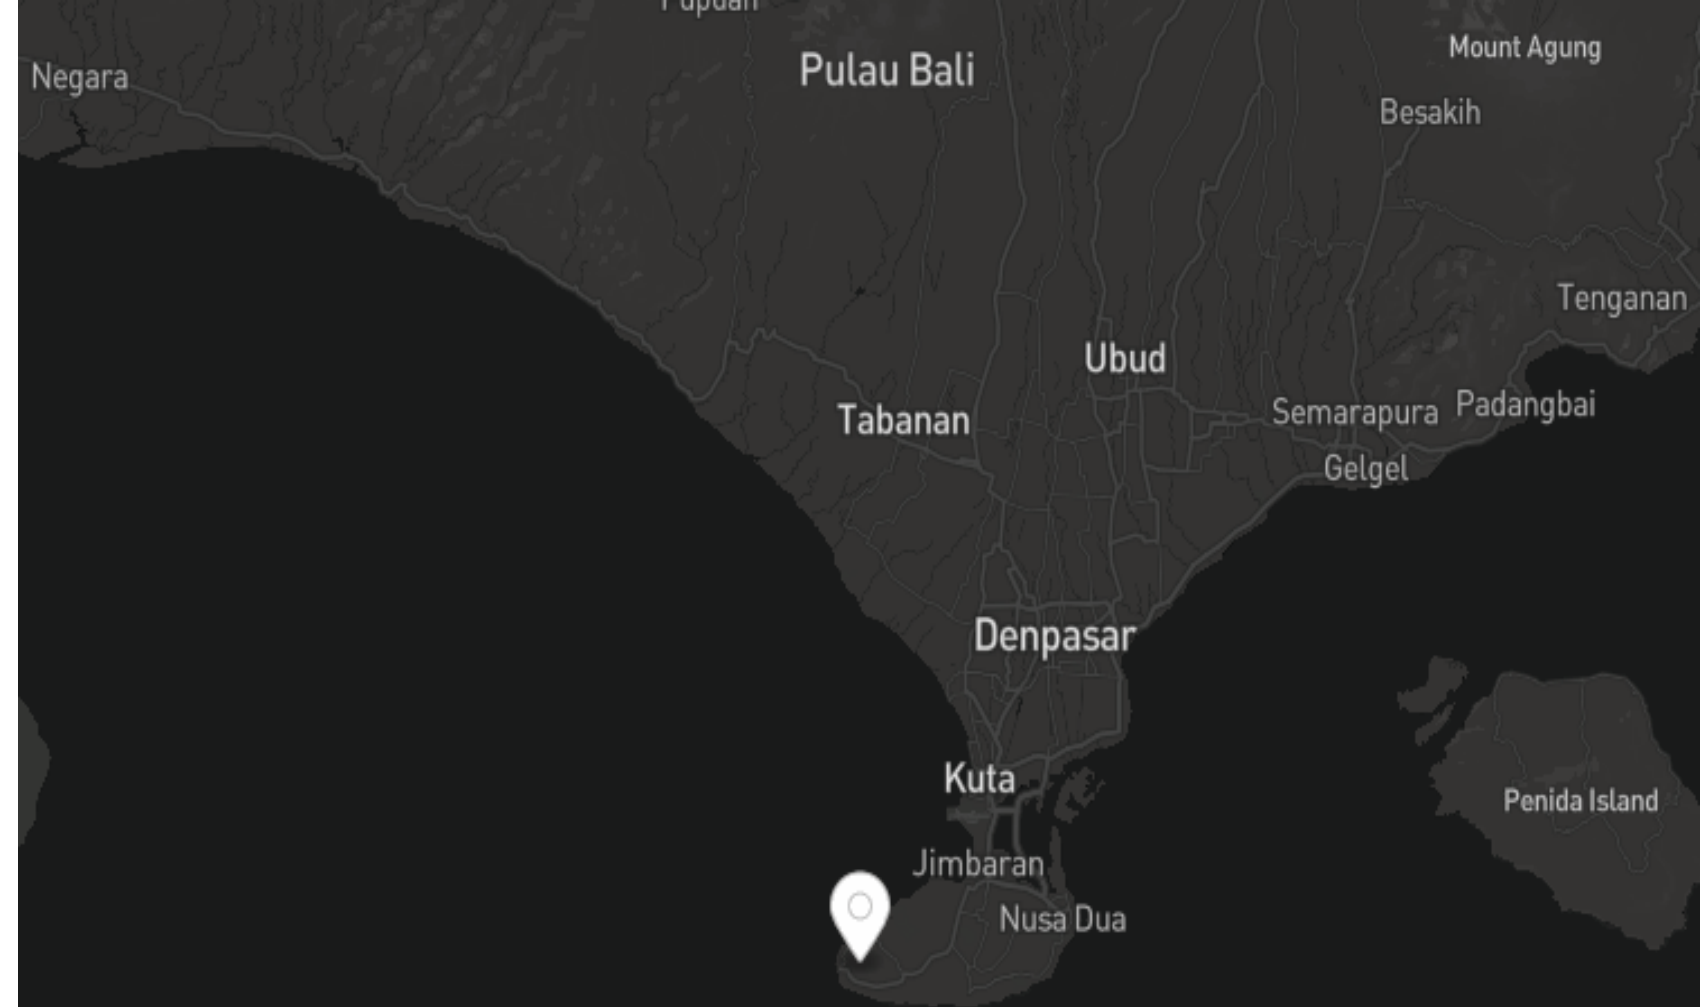 Pupuan
Negara
Pulau Bali
Mount Agung
Besakih
Tenganan
Ubud
Tabanan
Semarapura
Padangbai
Gelgel
Denpasar
Kuta
Penida Island
Jimbaran
Nusa Dua